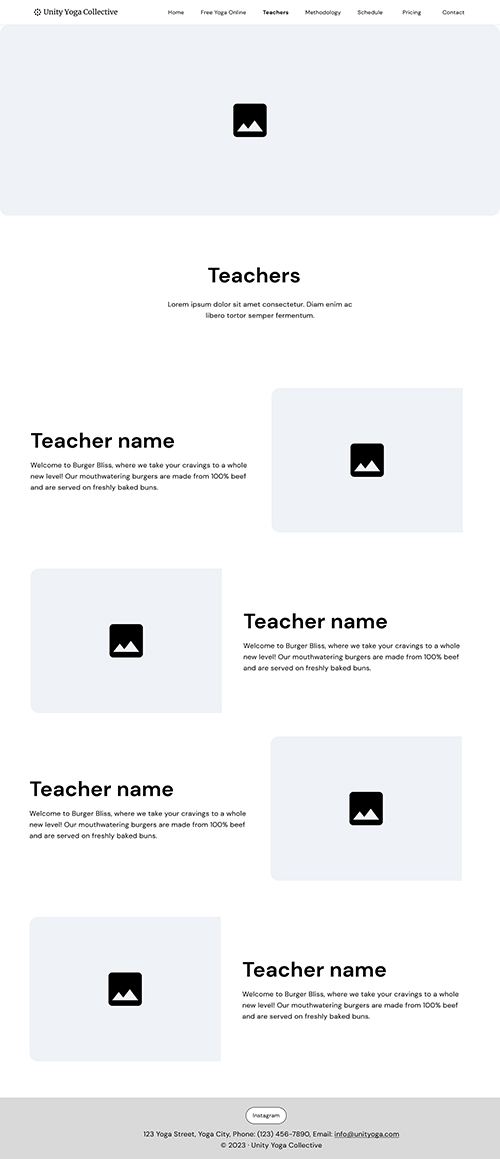 Unity Yoga Collective
Home Free Yoga Online Teachers Methodology Schedule Pricing Contact
Teachers
Lorem ipsum dolor sit amet consectetur. Diam enim ac
libero tortor semper fermentum.
Teacher name
Welcome to Burger Bliss, where we take your cravings to a whole
new level! Our mouthwatering burgers are made from 100% beef
and are served on freshly baked buns.
Teacher name
Welcome to Burger Bliss, where we take your cravings to a whole
new level! Our mouthwatering burgers are made from 100% beef
and are served on freshly baked buns.
Teacher name
Welcome to Burger Bliss, where we take your cravings to a whole
new level! Our mouthwatering burgers are made from 100% beef
and are served on freshly baked buns.
Teacher name
Welcome to Burger Bliss, where we take your cravings to a whole
new level! Our mouthwatering burgers are made from 100% beef
and are served on freshly baked buns.
Instagram
123 Yoga Street, Yoga City, Phone: (123) 456-7890, Email: info@unityoga.com
© 2023 · Unity Yoga Collective